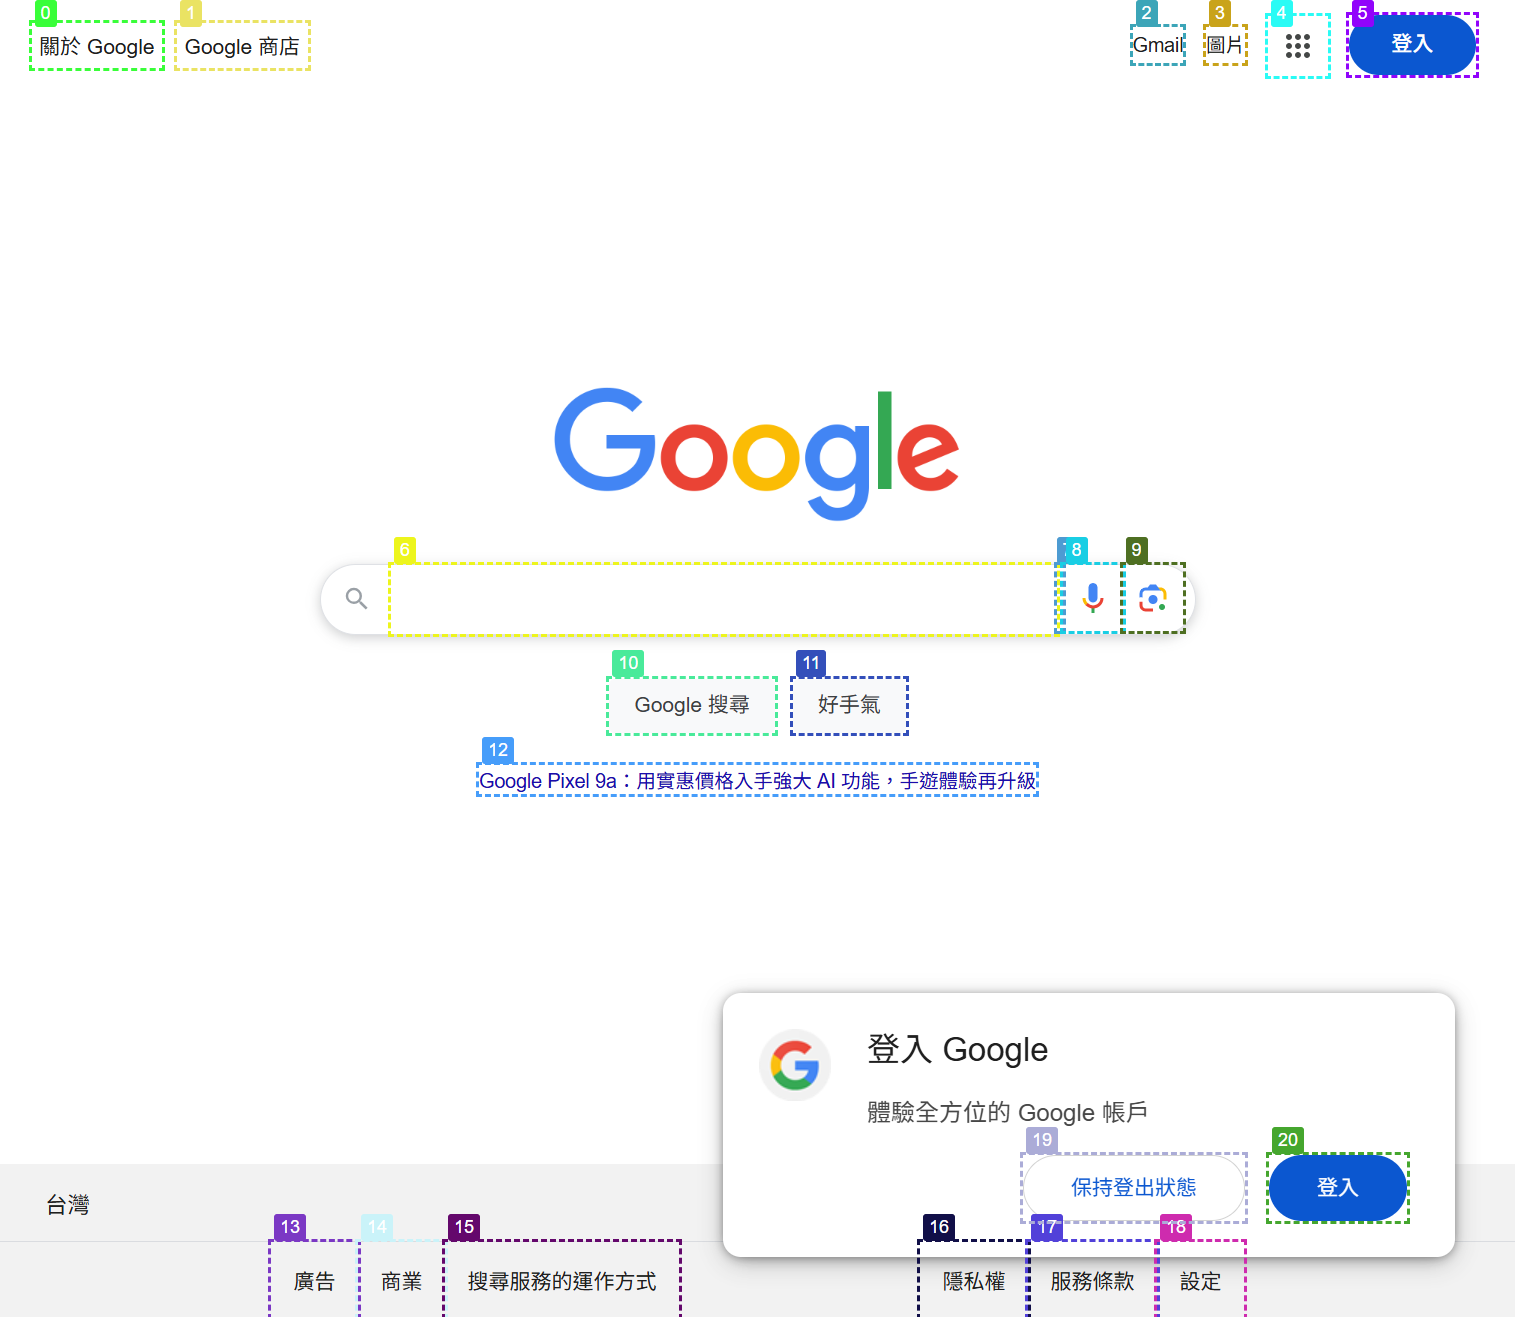 0 1 2 3 4 5
關於 Google Google 商店 Gmail 圖片 登入
Google
6 8 9
10 11
Google 搜尋 好手氣
12
Google Pixel 9a：用實惠價格入手強大 AI 功能，手遊體驗再升級
登入 Google
體驗全方位的 Google 帳戶
19 20
保持登出狀態 登入
台灣
13 14 15 16 17 18
廣告 商業 搜尋服務的運作方式 隱私權 服務條款 設定